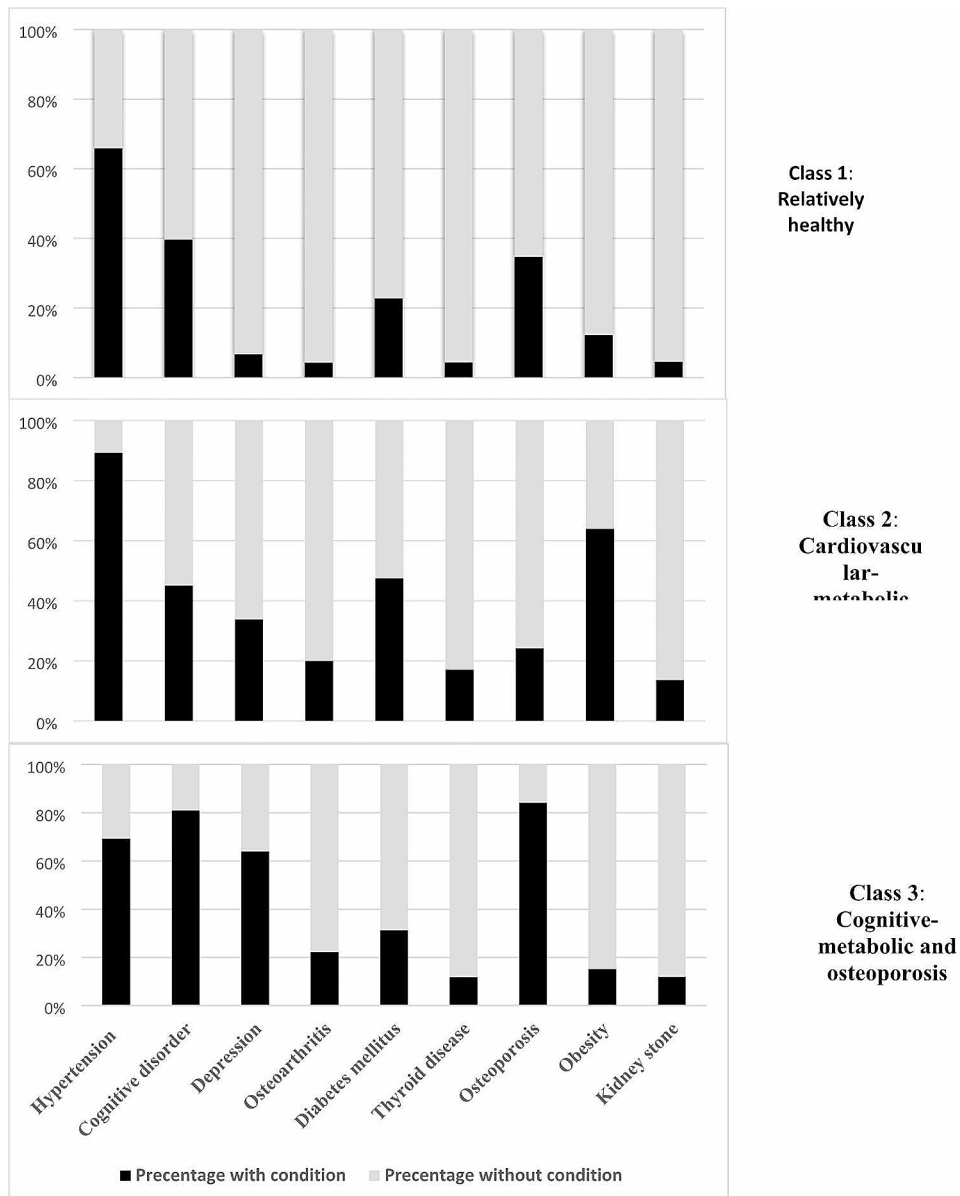 100%
80%
60%
40%
20%
0%
Class 1:
Relatively
healthy
100%
80%
60%
40%
20%
0%
Class 2:
Cardiovascu
lar-
metabolic
100%
80%
60%
40%
20%
0%
Class 3:
Cognitive-
metabolic and
osteoporosis
Hypertension
Cognitive disorder
Depression
Osteoarthritis
Diabetes mellitus
Thyroid disease
Osteoporosis
Obesity
Kidney stone
Precentage with condition
Precentage without condition